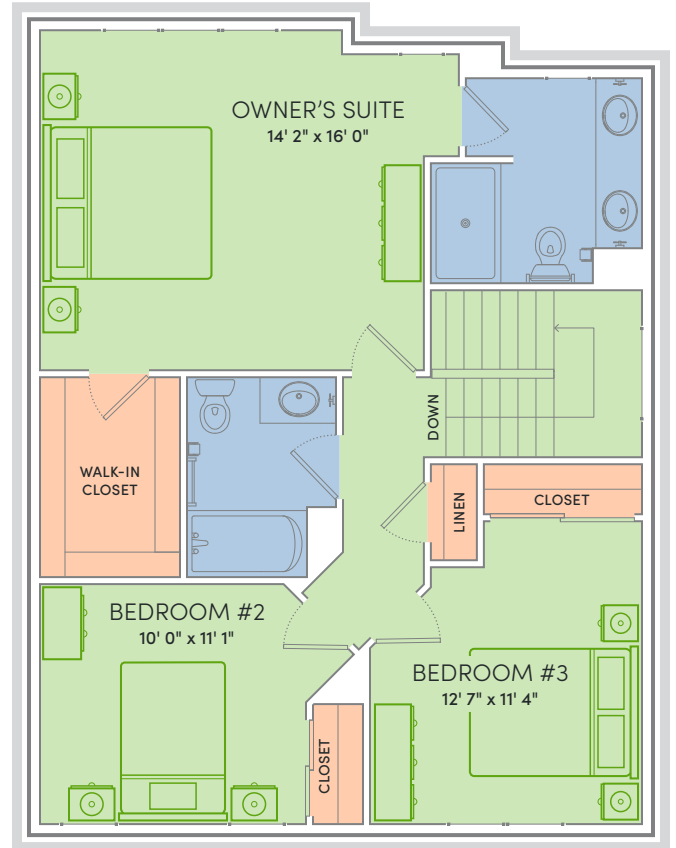 OWNER'S SUITE
14' 2" x 16' 0"
DOWN
WALK-IN
CLOSET
LINEN
CLOSET
BEDROOM #2
10' 0" x 11' 1"
BEDROOM #3
12' 7" x 11' 4"
CLOSET